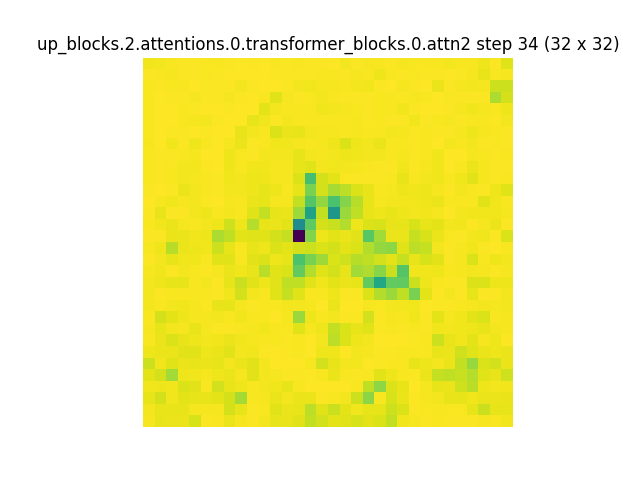 up_blocks.2.attentions.0.transformer_blocks.0.attn2 step 34 (32 x 32)